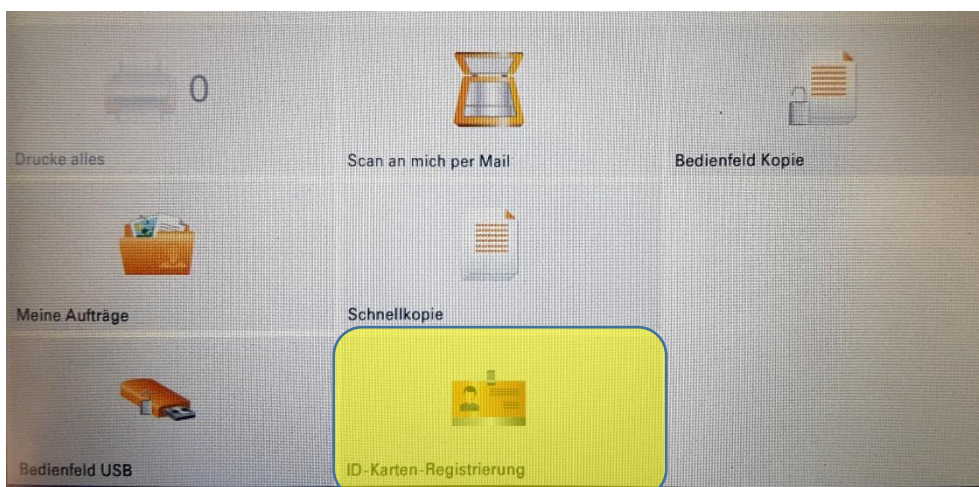 0
Drucke alles
Scan an mich per Mail
Bedienfeld Kopie
Meine Aufträge
Schnellkopie
Bedienfeld USB
ID-Karten-Registrierung